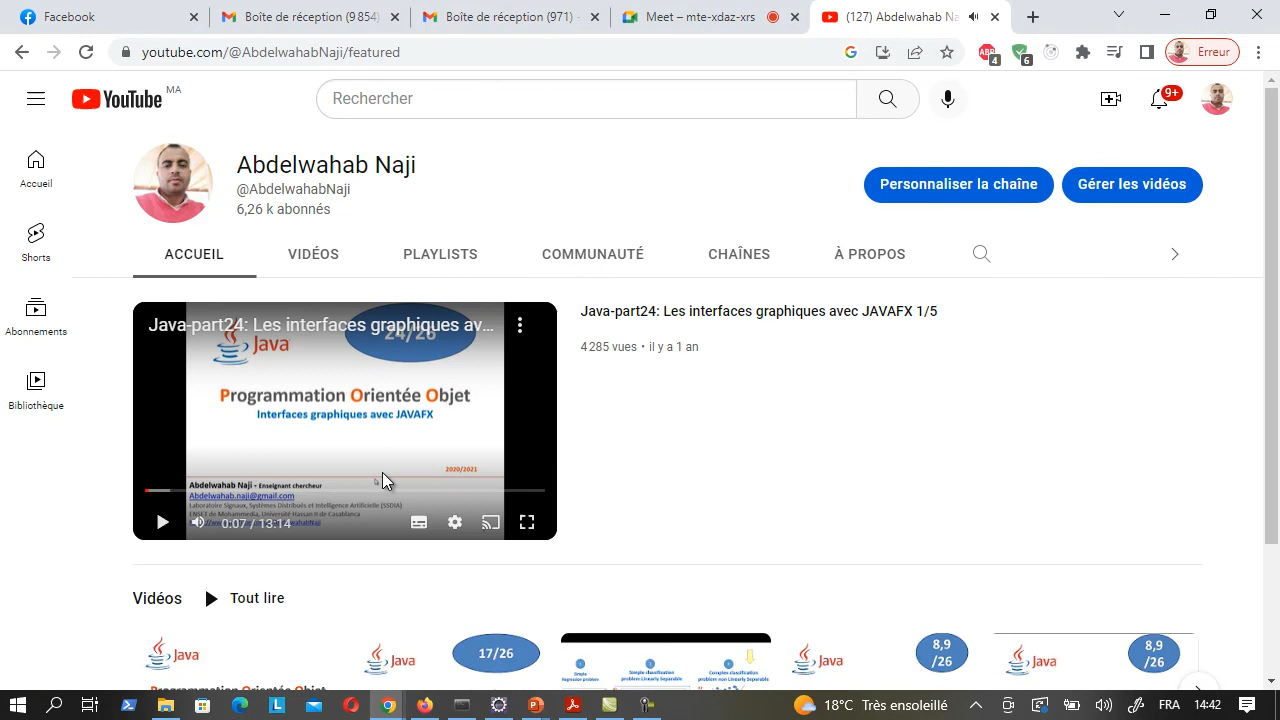 Facebook
Boîte de réception (9 854)
Boîte de réception (971) -
Meet – mte-xdaz-xrs
(127) Abdelwahab Na
youtube.com/@AbdelwahabNaji/featured
ABP
4
6
Erreur
YouTube
MA
Rechercher
9+
Accueil
Shorts
Abonnements
Bibliothèque
Abdelwahab Naji
@AbdelwahabNaji
6,26 k abonnés
Personnaliser la chaîne
Gérer les vidéos
ACCUEIL
VIDÉOS
PLAYLISTS
COMMUNAUTÉ
CHAÎNES
À PROPOS
Java-part24: Les interfaces graphiques av...
24/26
Java
Programmation Orientée Objet
Interfaces graphiques avec JAVAFX
2020/2021
Abdelwahab Naji - Enseignant chercheur
Abdelwahab.naji@gmail.com
Laboratoire Signaux, Systèmes Distribués et Intelligence Artificielle (SSDIA)
ENSET de Mohammedia, Université Hassan II de Casablanca
0:07 / 13:14
Java-part24: Les interfaces graphiques avec JAVAFX 1/5
4 285 vues • il y a 1 an
Vidéos
Tout lire
Java
Programmation Orientée Objet
Java
17/26
Simple Regression problem
Simple classification problem Linearly Separable
Complex classification problem non Linearly Separable
Java
8,9
/26
Java
8,9
/26
18°C Très ensoleillé
FRA
14:42